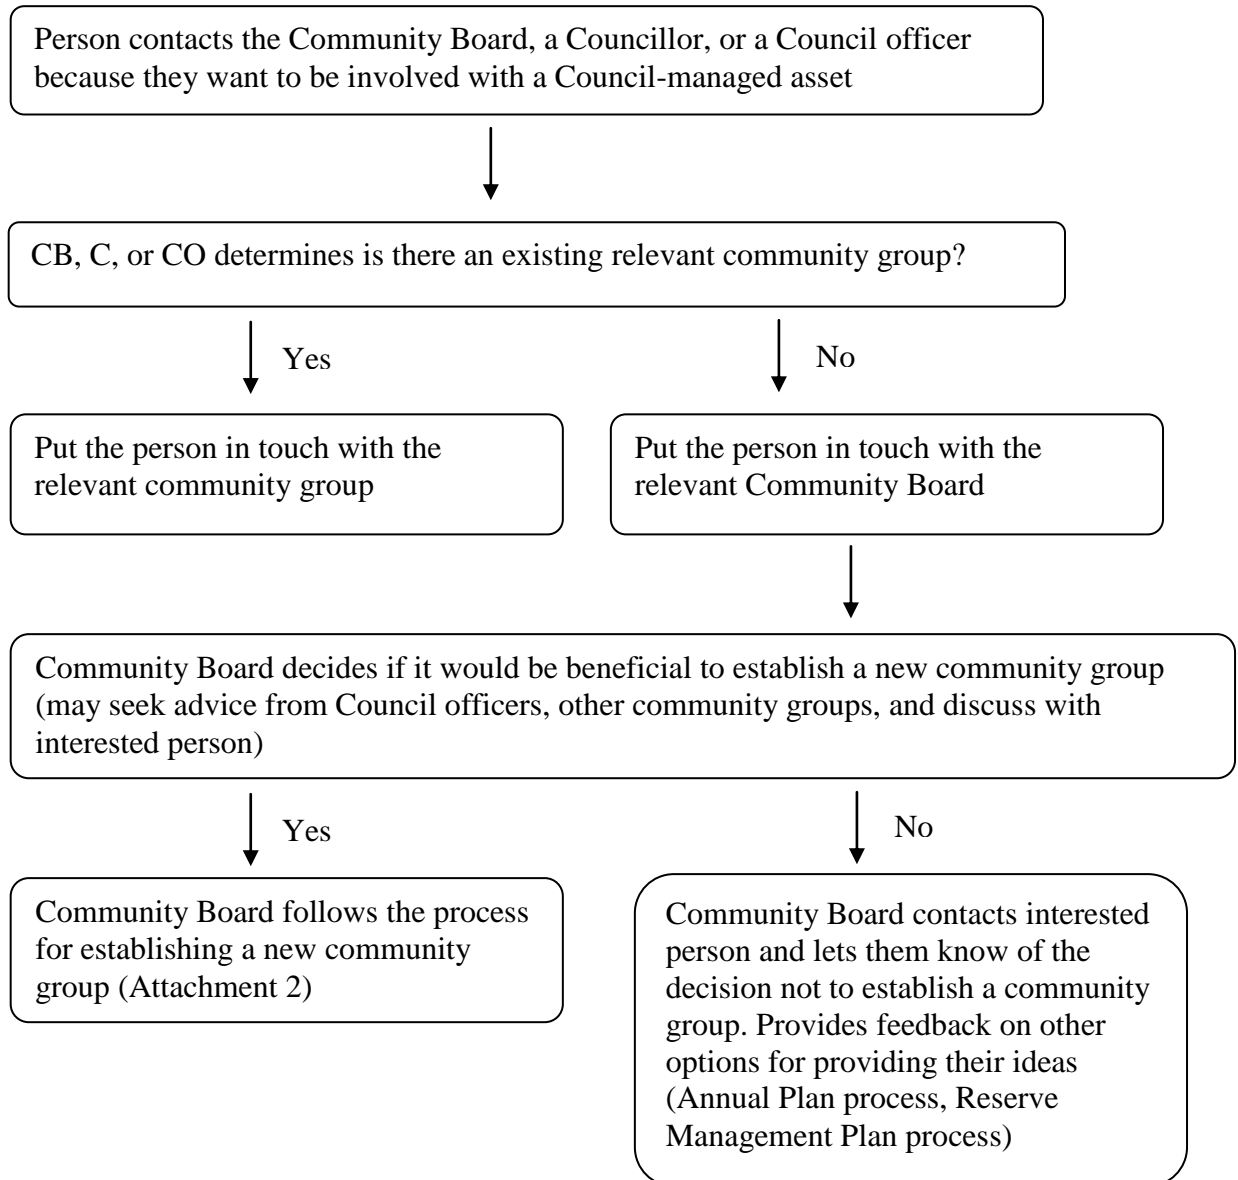 Person contacts the Community Board, a Councillor, or a Council officer
because they want to be involved with a Council-managed asset
CB, C, or CO determines is there an existing relevant community group?
Yes
No
Put the person in touch with the
relevant community group
Put the person in touch with the
relevant Community Board
Community Board decides if it would be beneficial to establish a new community group
(may seek advice from Council officers, other community groups, and discuss with
interested person)
Yes
No
Community Board follows the process
for establishing a new community
group (Attachment 2)
Community Board contacts interested
person and lets them know of the
decision not to establish a community
group. Provides feedback on other
options for providing their ideas
(Annual Plan process, Reserve
Management Plan process)